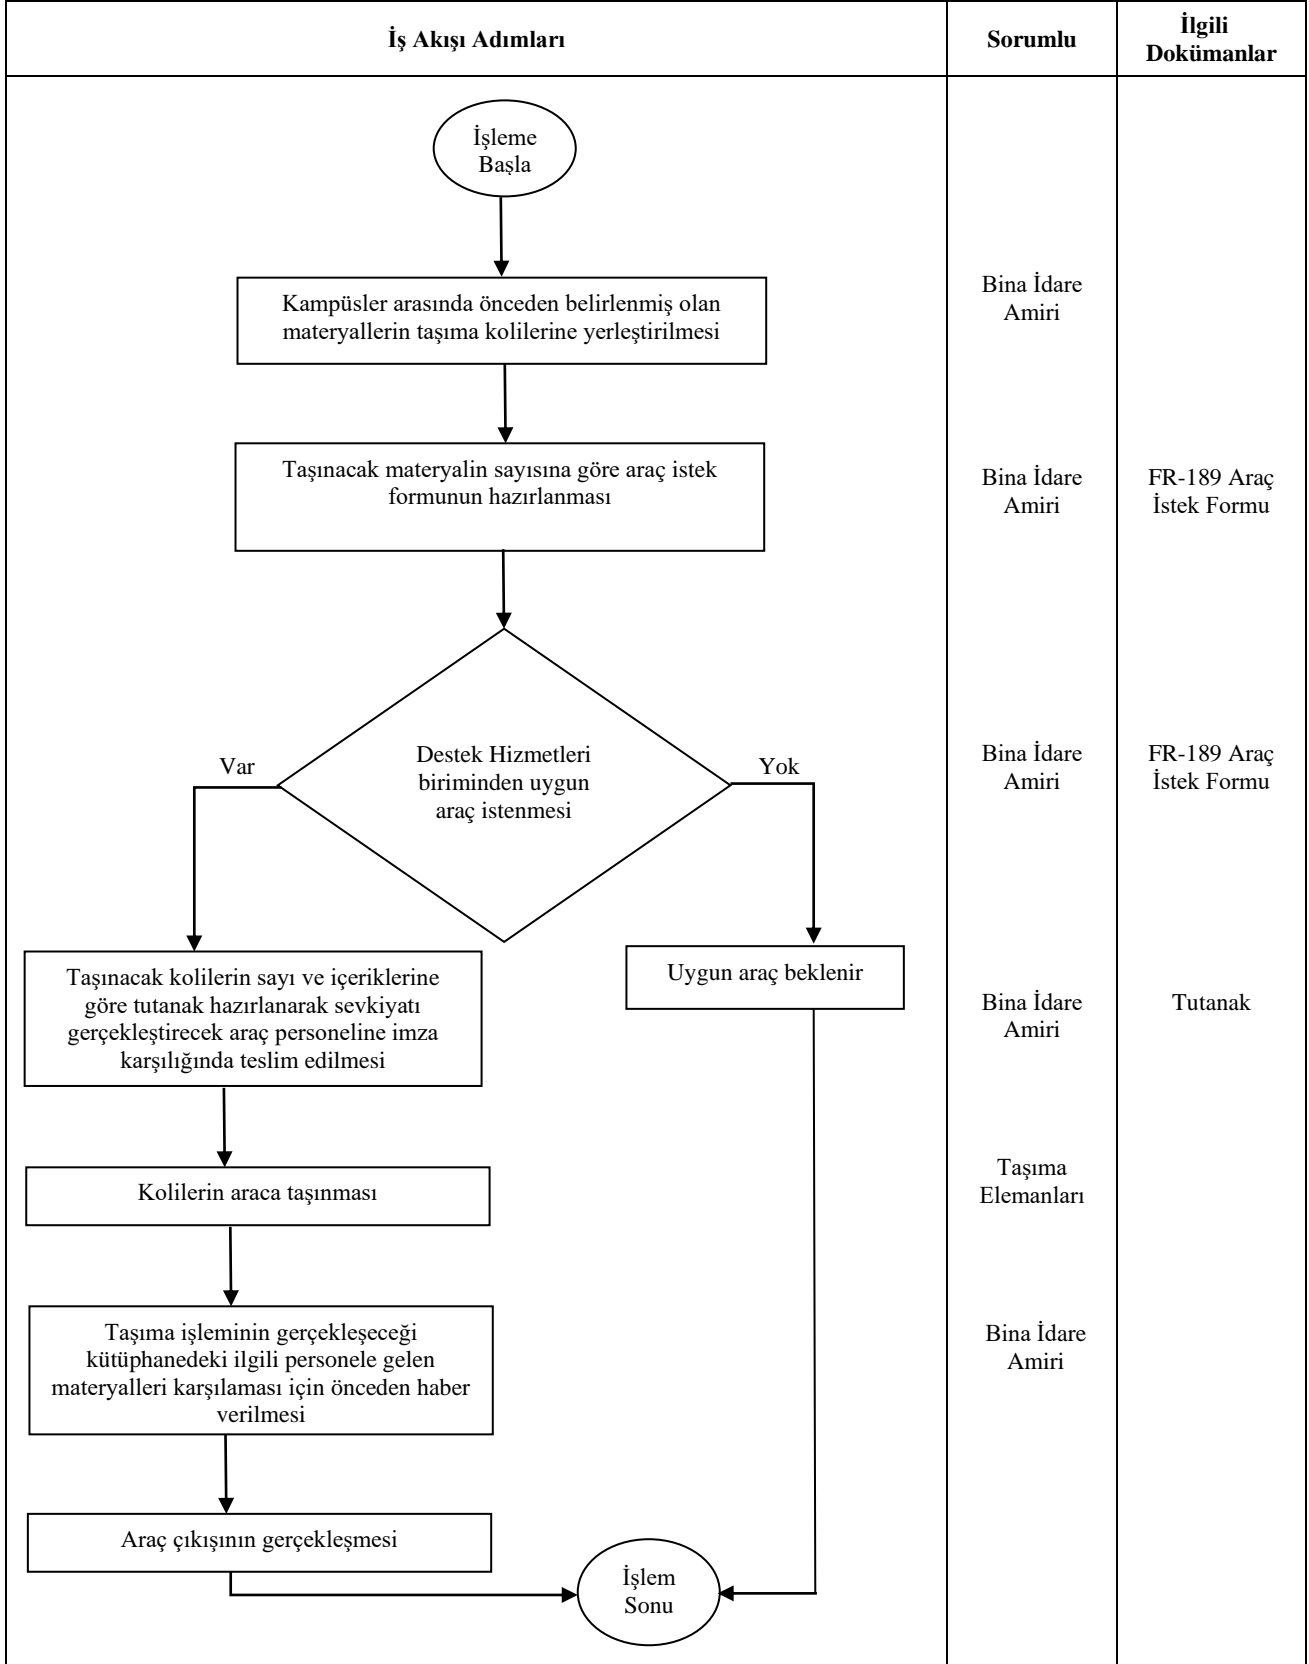 İş Akışı Adımları
Sorumlu
İlgili
Dokümanlar
İşleme
Başla
Kampüsler arasında önceden belirlenmiş olan
materyallerin taşıma kolilerine yerleştirilmesi
Bina İdare
Amiri
Taşınacak materyalin sayısına göre araç istek
formunun hazırlanması
Bina İdare
Amiri
FR-189 Araç
İstek Formu
Destek Hizmetleri
biriminden uygun
araç istenmesi
Var
Yok
Bina İdare
Amiri
FR-189 Araç
İstek Formu
Taşınacak kolilerin sayı ve içeriklerine
göre tutanak hazırlanarak sevkiyatı
gerçekleştirecek araç personeline imza
karşılığında teslim edilmesi
Uygun araç beklenir
Bina İdare
Amiri
Tutanak
Kolilerin araca taşınması
Taşıma
Elemanları
Taşıma işleminin gerçekleşeceği
kütüphanedeki ilgili personele gelen
materyalleri karşılaması için önceden haber
verilmesi
Bina İdare
Amiri
Araç çıkışının gerçekleşmesi
İşlem
Sonu